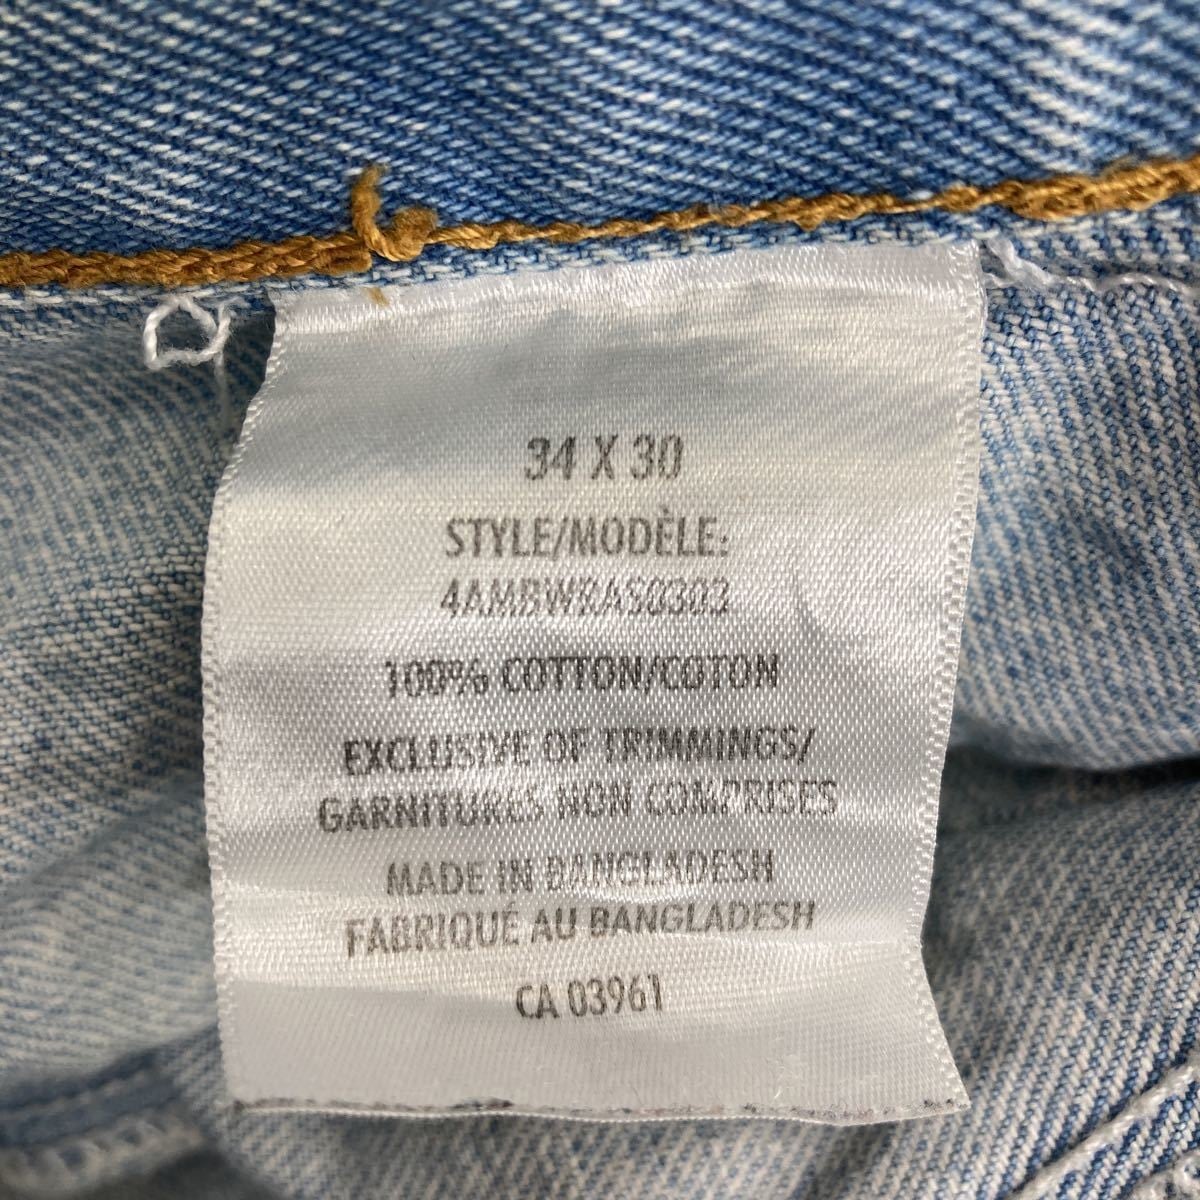 34 X 30
STYLE/MODÈLE:
4AMBWRAS0303
100% COTTON/COTON
EXCLUSIVE OF TRIMMINGS/
GARNITURES NON COMPRISES
MADE IN BANGLADESH
FABRIQUÉ AU BANGLADESH
CA 03961